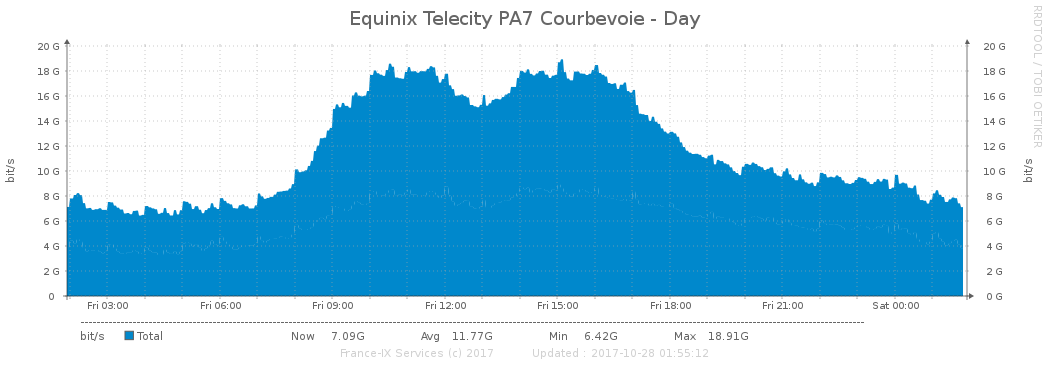 Equinix Telecity PA7 Courbevoie - Day
RRDTOOL / TOBI OETIKER
20 G 20 G
18 G 18 G
16 G 16 G
14 G 14 G
12 G 12 G
10 G 10 G
8 G 8 G
6 G 6 G
4 G 4 G
2 G 2 G
0 0 G
bit/s bit/s
Fri 03:00 Fri 06:00 Fri 09:00 Fri 12:00 Fri 15:00 Fri 18:00 Fri 21:00 Sat 00:00
bit/s Total Now 7.09G Avg 11.77G Min 6.42G Max 18.91G
France-IX Services (c) 2017 Updated : 2017-10-28 01:55:12